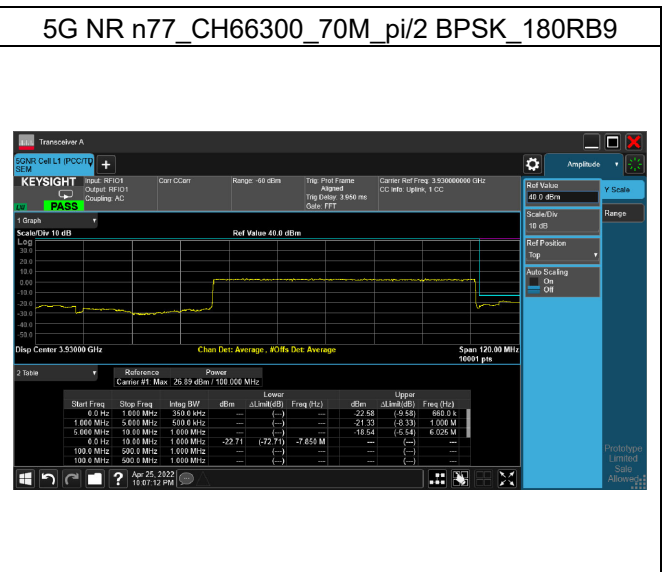 5G NR n77_CH66300_70M_pi/2 BPSK_180RB9
Transceiver A
5GNR Cell L1 (PCC/TD
SEM
+
Amplitude
KEYSIGHT
Input: RFIO1
Output: RFIO1
Coupling: AC
Corr CCorr
Range: -60 dBm
Trig: Prot Frame
Aligned
Trig Delay: 3.960 ms
Gate: FFT
Carrier Ref Freq: 3.930000000 GHz
CC Info: Uplink, 1 CC
PASS
Ref Value
40.0 dBm
Y Scale
Scale/Div
10 dB
Range
Ref Position
Top
Auto Scaling
On
Off
1 Graph
Scale/Div 10 dB
Ref Value 40.0 dBm
Log
30.0
20.0
10.0
0.00
-10.0
-20.0
-30.0
-40.0
-50.0
Disp Center 3.93000 GHz
Chan Det: Average , #Offs Det: Average
Span 120.00 MHz
10001 pts
2 Table
Reference Power
Carrier #1: Max 26.89 dBm / 100.000 MHz
Lower Upper
Start Freq Stop Freq Integ BW dBm ΔLimit(dB) Freq (Hz) dBm ΔLimit(dB) Freq (Hz)
0.0 Hz 1.000 MHz 350.0 kHz --- (---) --- -22.58 (-9.58) 660.0 k
1.000 MHz 5.000 MHz 500.0 kHz --- (---) --- -21.33 (-8.33) 1.000 M
5.000 MHz 10.00 MHz 1.000 MHz --- (---) --- -18.54 (-5.54) 6.025 M
0.0 Hz 10.00 MHz 1.000 MHz -22.71 (-72.71) -7.850 M --- (---) ---
100.0 MHz 500.0 MHz 1.000 MHz --- (---) --- --- (---) ---
100.0 MHz 500.0 MHz 1.000 MHz --- (---) --- --- (---) ---
Prototype
Limited
Sale
Allowed
?
Apr 25, 2022
10:07:12 PM